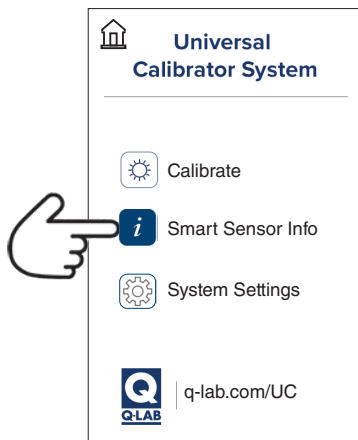 Universal
Calibrator System
Calibrate
i
Smart Sensor Info
System Settings
Q
Q-LAB
q-lab.com/UC